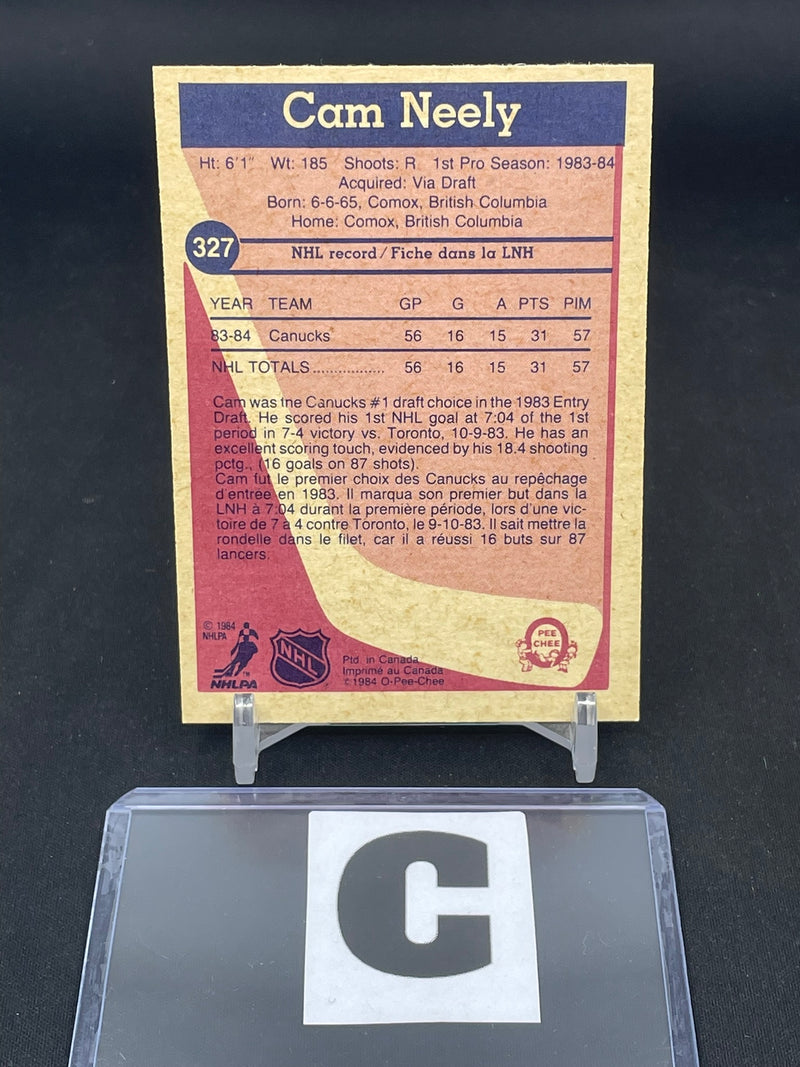 Cam Neely
Ht: 6'1" Wt: 185 Shoots: R 1st Pro Season: 1983-84
Acquired: Via Draft
Born: 6-6-65, Comox, British Columbia
Home: Comox, British Columbia
327
NHL record / Fiche dans la LNH
YEAR TEAM GP G A PTS PIM
83-84 Canucks 56 16 15 31 57
NHL TOTALS................. 56 16 15 31 57
Cam was the Canucks #1 draft choice in the 1983 Entry
Draft. He scored his 1st NHL goal at 7:04 of the 1st
period in 7-4 victory vs. Toronto, 10-9-83. He has an
excellent scoring touch, evidenced by his 18.4 shooting
pctg., (16 goals on 87 shots).
Cam fut le premier choix des Canucks au repêchage
d'entrée en 1983. Il marqua son premier but dans la
LNH à 7:04 durant la première période, lors d'une vic-
toire de 7 à 4 contre Toronto, le 9-10-83. Il sait mettre la
rondelle dans le filet, car il a réussi 16 buts sur 87
lancers.
© 1984
NHLPA
TM
NHLPA
NHL
Ptd. in Canada
Imprimé au Canada
©1984 O-Pee-Chee
PEE
CHEE
C